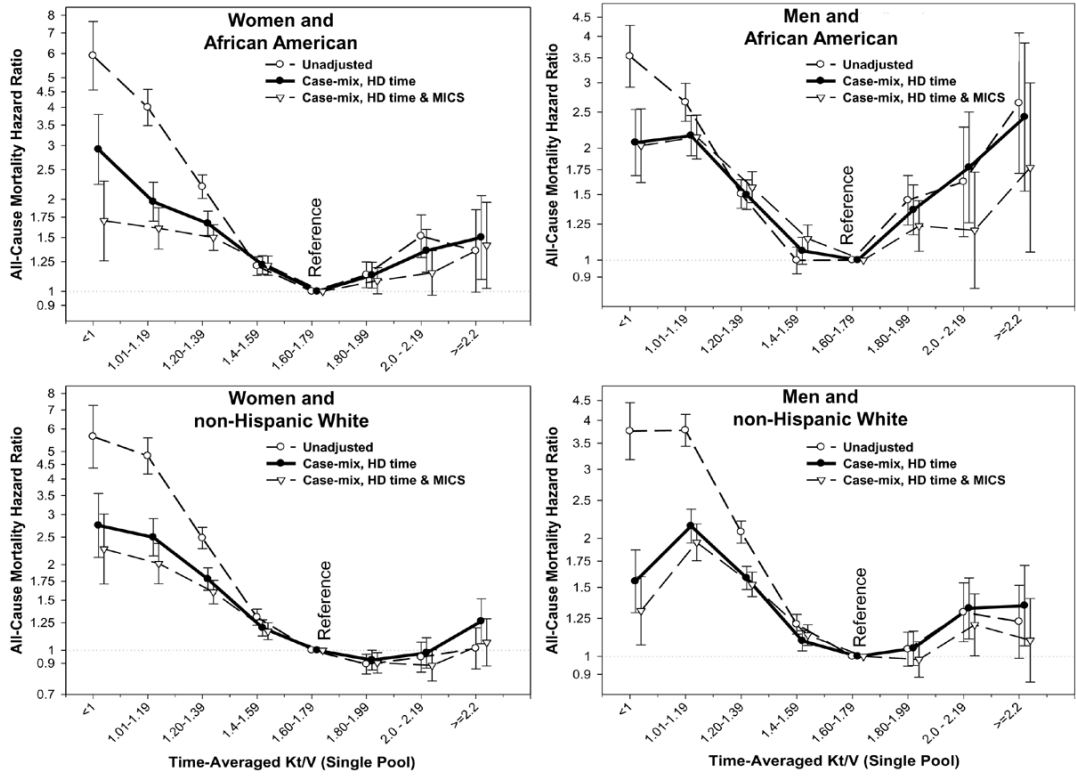 Women and
African American
Unadjusted
Case-mix, HD time
Case-mix, HD time & MICS
All-Cause Mortality Hazard Ratio
8
7
6
5
4.5
4
3.5
3
2.5
2
1.75
1.5
1.25
1
0.9
Reference
<1
1.01-1.19
1.20-1.39
1.4-1.59
1.60-1.79
1.80-1.99
2.0 - 2.19
>=2.2
Men and
African American
Unadjusted
Case-mix, HD time
Case-mix, HD time & MICS
All-Cause Mortality Hazard Ratio
4.5
4
3.5
3
2.5
2
1.75
1.5
1.25
1
Reference
<1
1.01-1.19
1.20-1.39
1.4-1.59
1.60-1.79
1.80-1.99
2.0 - 2.19
>=2.2
Women and
non-Hispanic White
Unadjusted
Case-mix, HD time
Case-mix, HD time & MICS
All-Cause Mortality Hazard Ratio
8
7
6
5
4.5
4
3.5
3
2.5
2
1.75
1.5
1.25
1
0.9
0.7
Reference
<1
1.01-1.19
1.20-1.39
1.4-1.59
1.60-1.79
1.80-1.99
2.0 - 2.19
>=2.2
Time-Averaged Kt/V (Single Pool)
Men and
non-Hispanic White
Unadjusted
Case-mix, HD time
Case-mix, HD time & MICS
All-Cause Mortality Hazard Ratio
4.5
4
3.5
3
2.5
2
1.75
1.5
1.25
1
0.9
Reference
<1
1.01-1.19
1.20-1.39
1.4-1.59
1.60-1.79
1.80-1.99
2.0 - 2.19
>=2.2
Time-Averaged Kt/V (Single Pool)